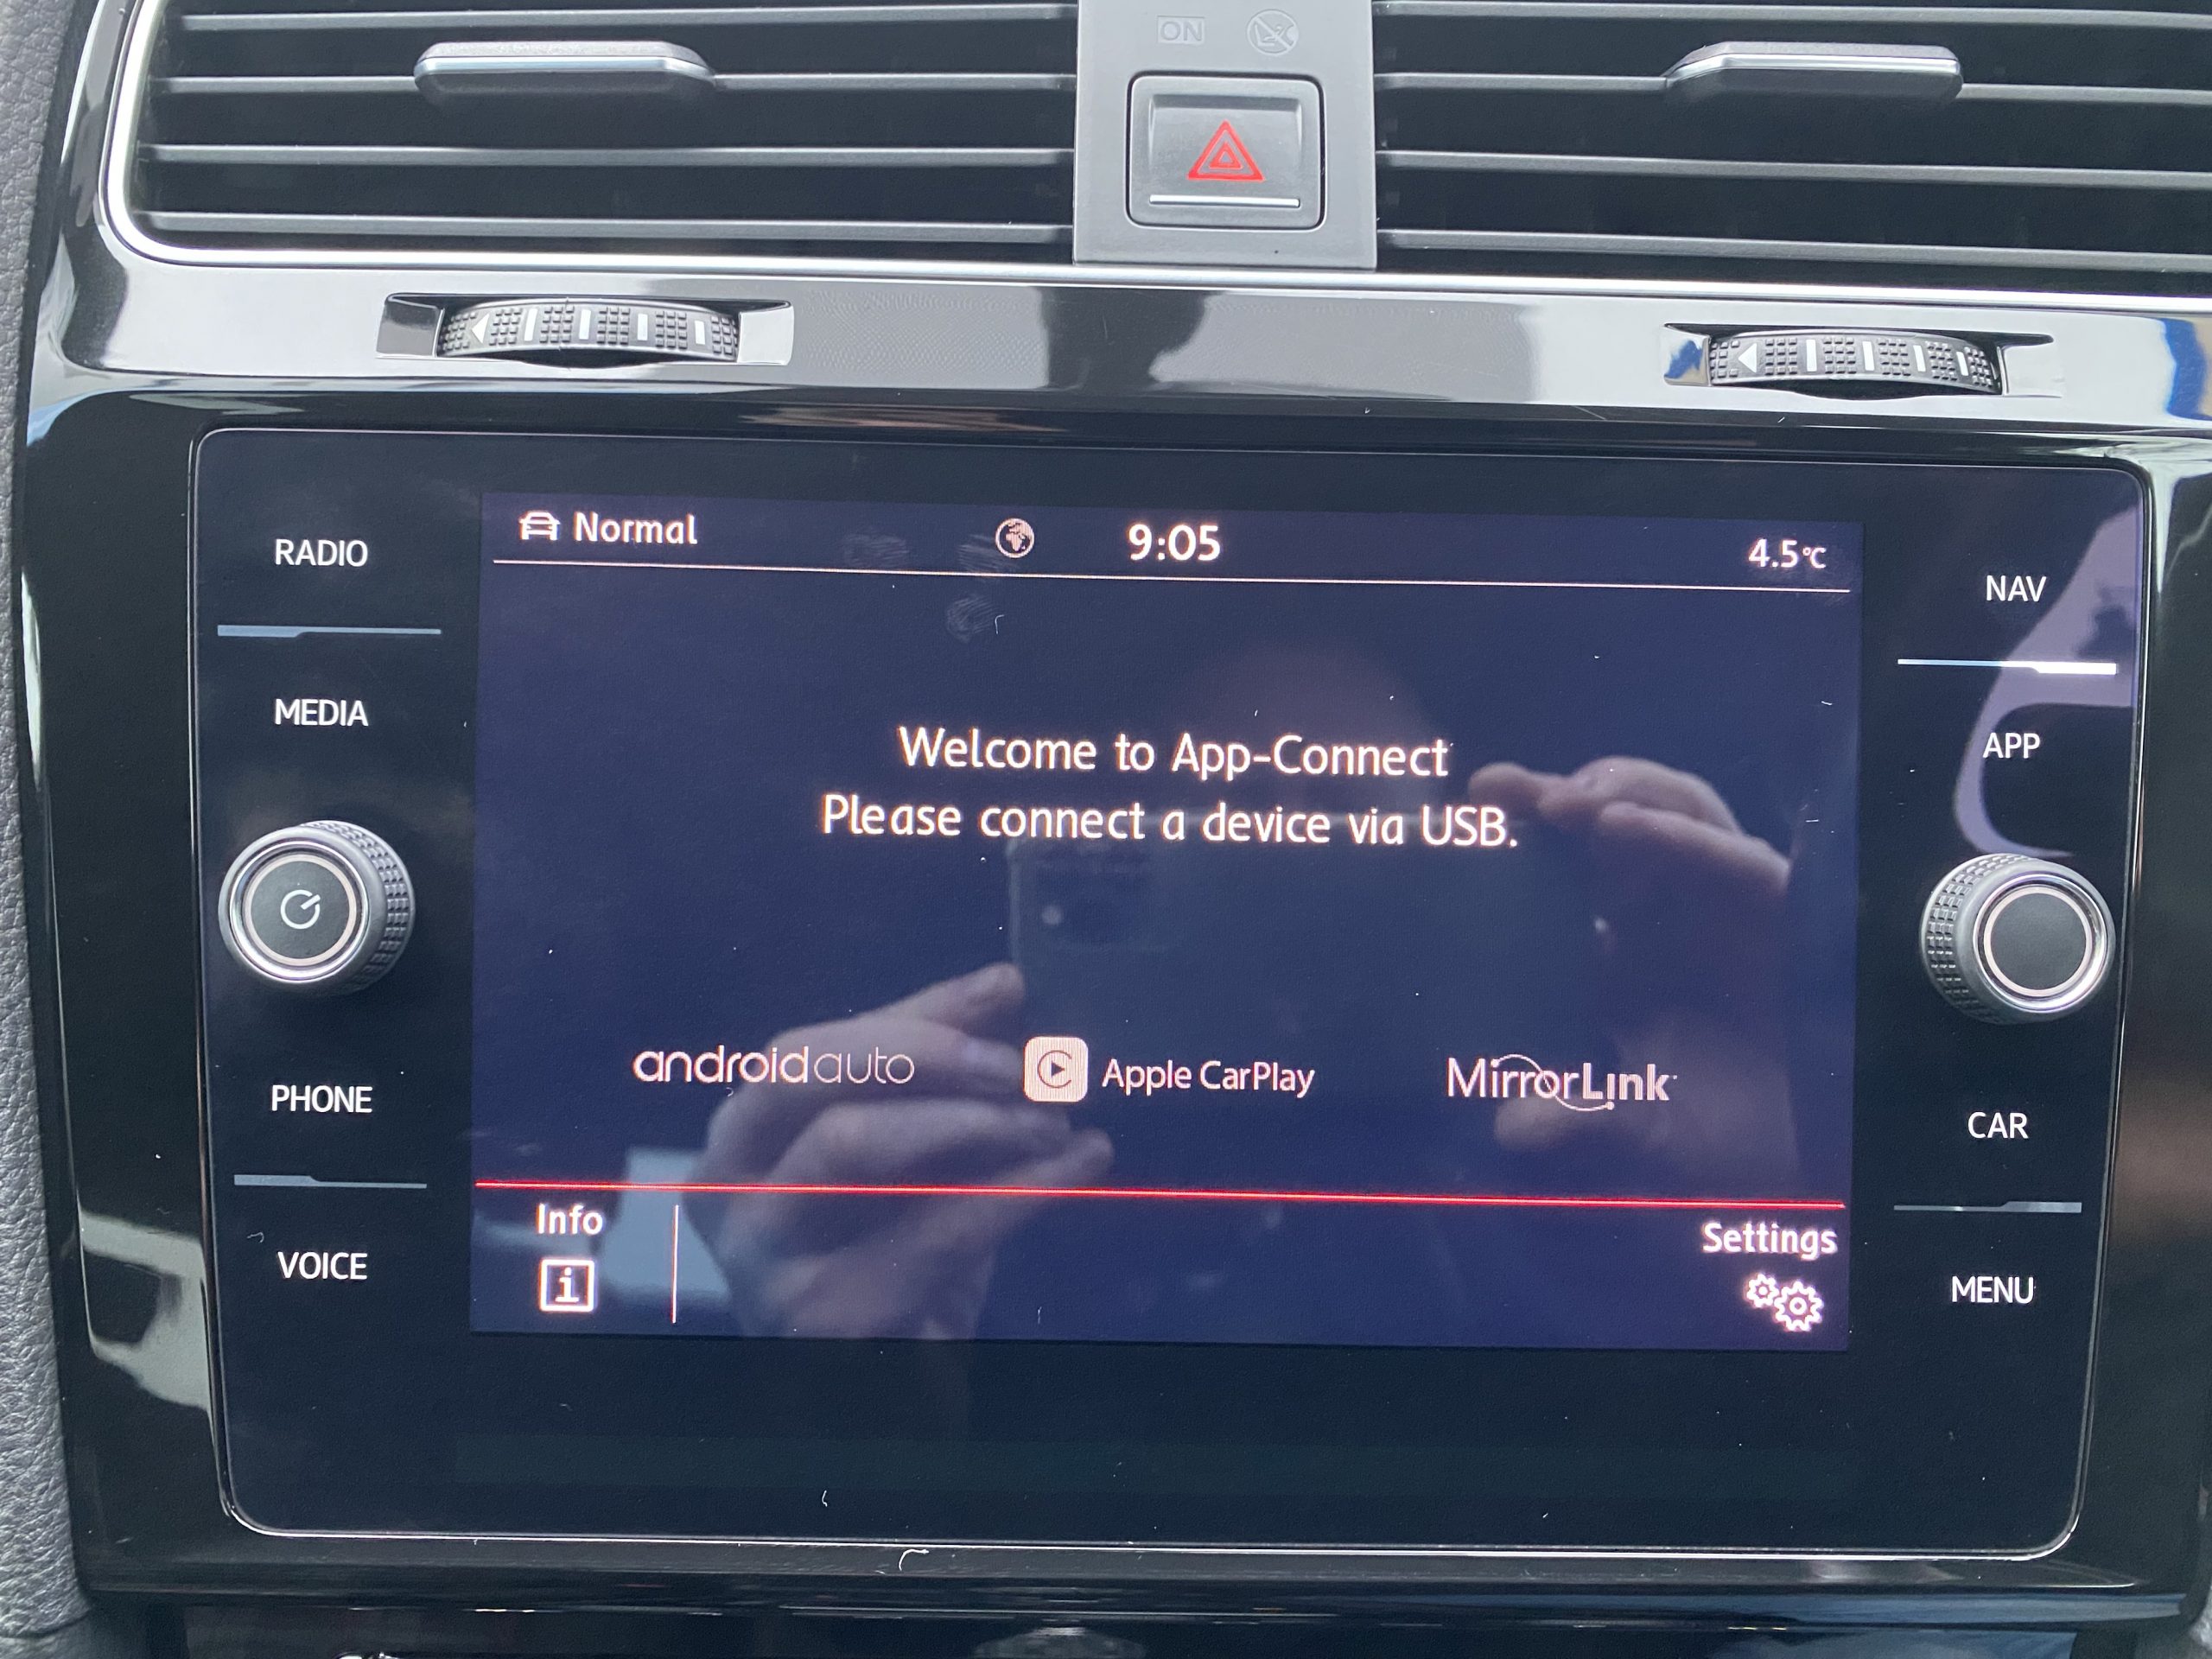 ON
Normal 9:05 4.5°C
RADIO
NAV
MEDIA
APP
Welcome to App-Connect
Please connect a device via USB.
androidauto Apple CarPlay MirrorLink
PHONE
CAR
Info
Settings
VOICE
MENU